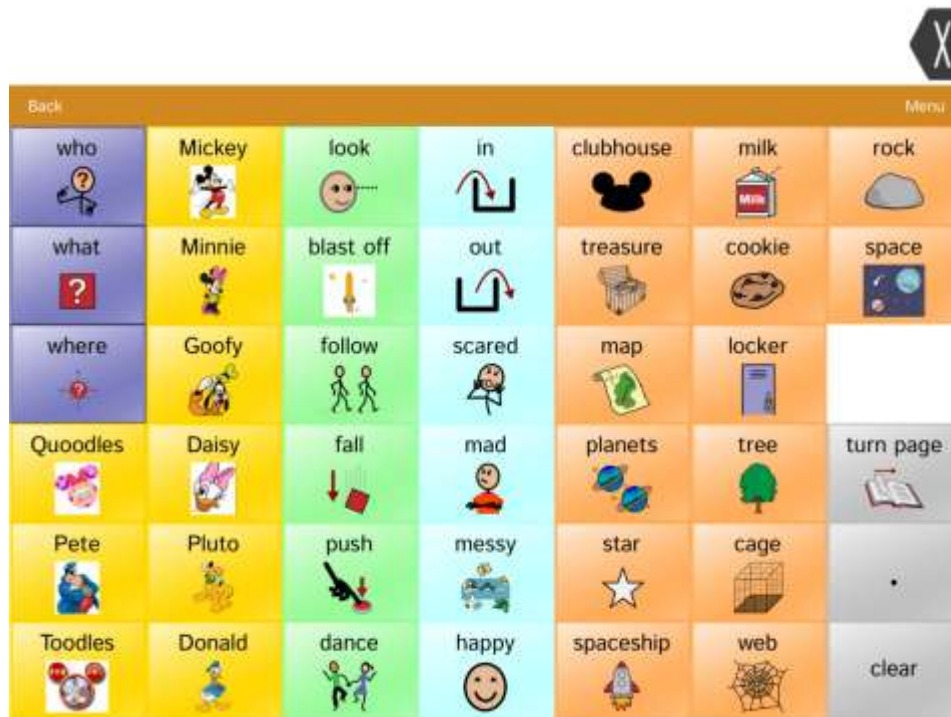 X
Back Menu
who Mickey look in clubhouse milk rock
Milk
what Minnie blast off out treasure cookie space
?
where Goofy follow scared map locker
Quoodles Daisy fall mad planets tree turn page
Pete Pluto push messy star cage .
Toodles Donald dance happy spaceship web clear